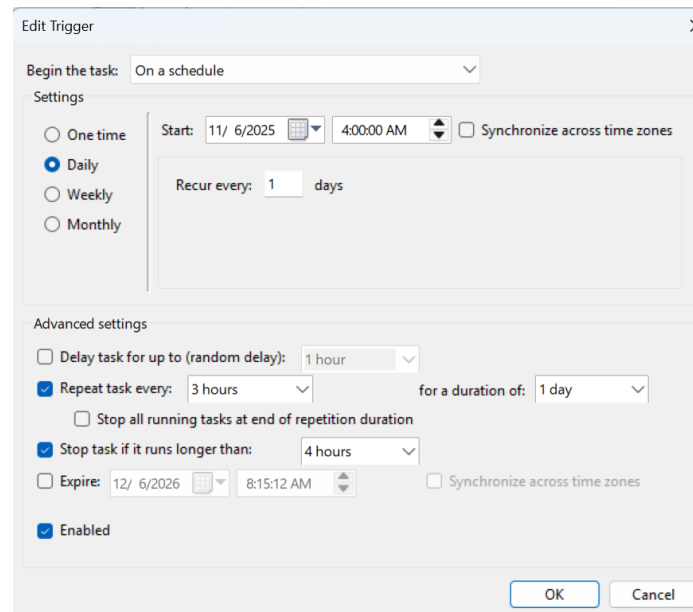 Edit Trigger
Begin the task: On a schedule
Settings
One time
Daily
Weekly
Monthly
Start: 11/ 6/2025 4:00:00 AM Synchronize across time zones
Recur every: 1 days
Advanced settings
Delay task for up to (random delay): 1 hour
Repeat task every: 3 hours for a duration of: 1 day
Stop all running tasks at end of repetition duration
Stop task if it runs longer than: 4 hours
Expire: 12/ 6/2026 8:15:12 AM Synchronize across time zones
Enabled
OK Cancel